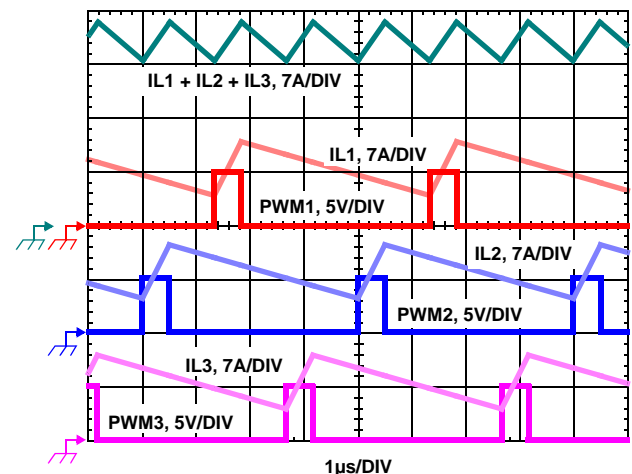 IL1 + IL2 + IL3, 7A/DIV
IL1, 7A/DIV
PWM1, 5V/DIV
IL2, 7A/DIV
PWM2, 5V/DIV
IL3, 7A/DIV
PWM3, 5V/DIV
1µs/DIV